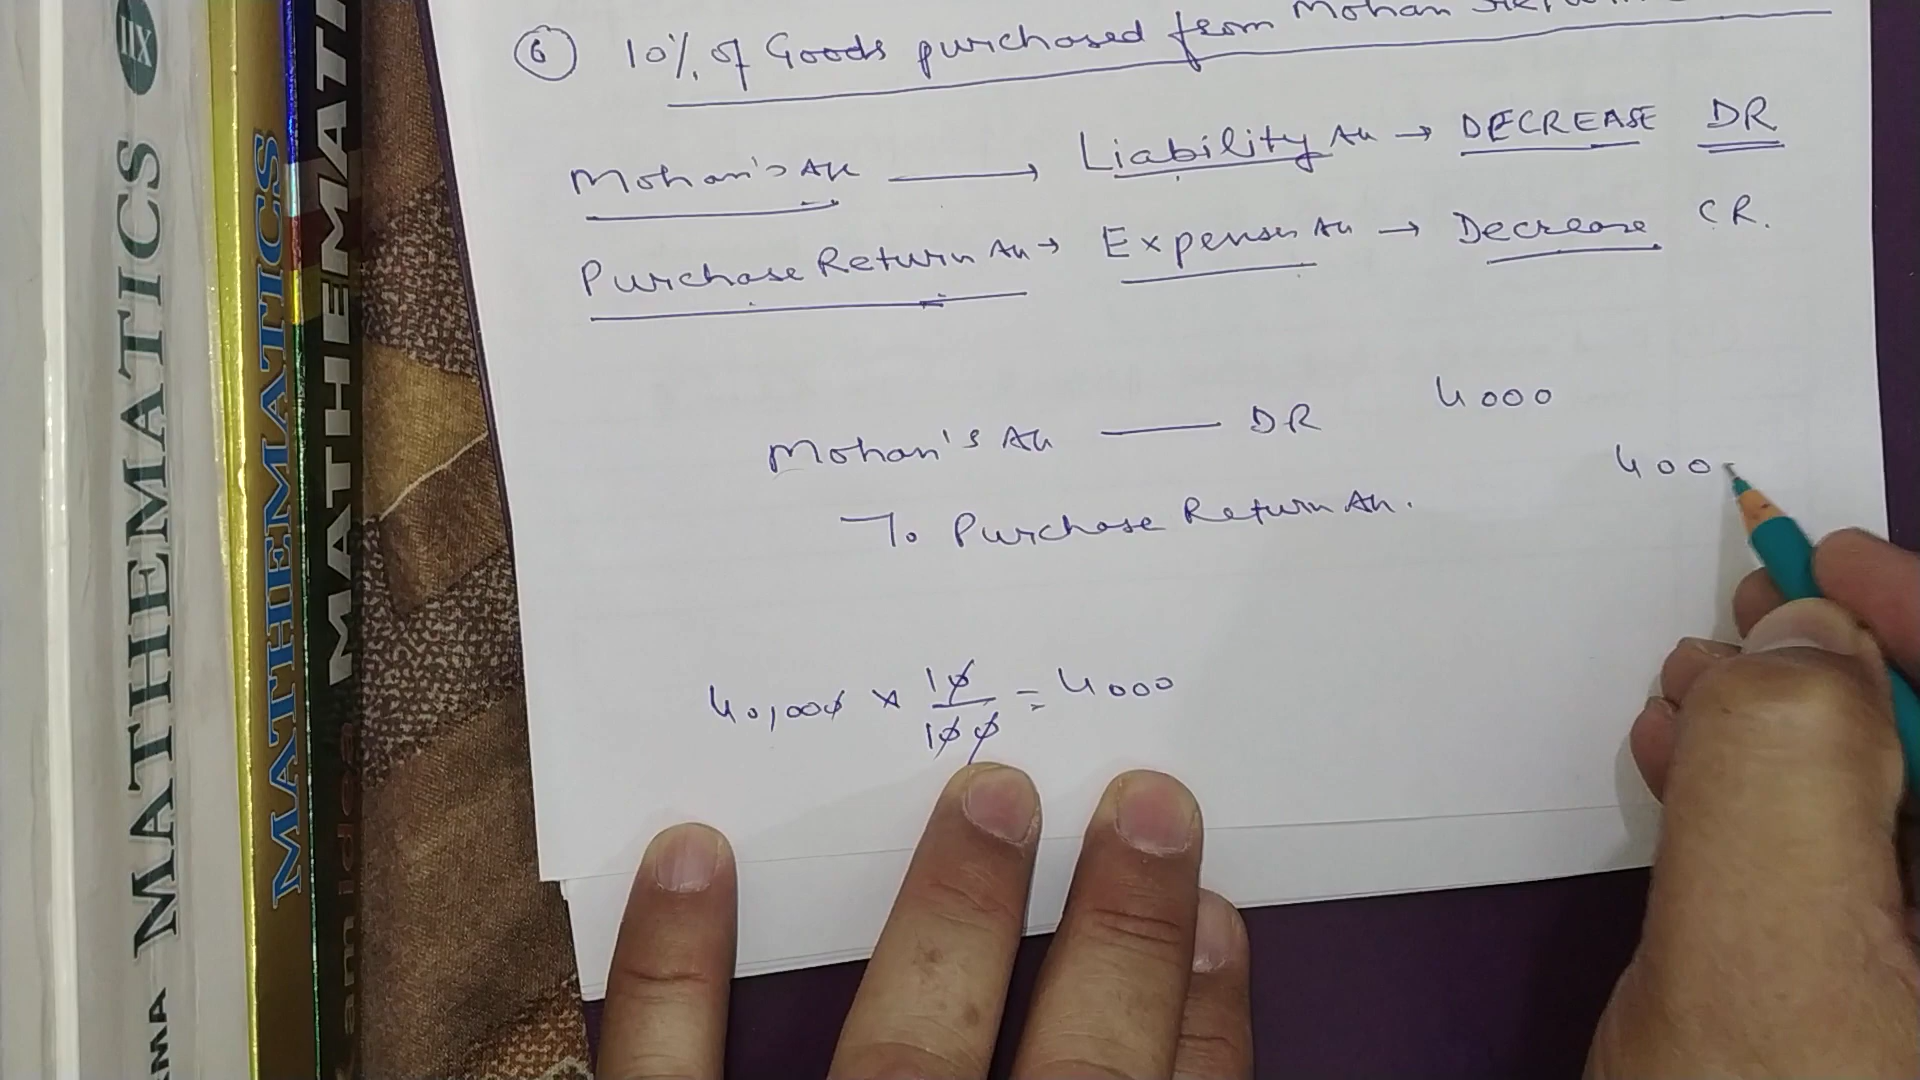 ⑥ 10% of Goods purchased from Mohan
Mohan's A/c → Liability A/c → DECREASE DR
Purchase Return A/c → Expenses A/c → Decrease CR.
Mohan's A/c — DR 4000
To Purchase Return A/c. 400
40,000 × 10/100 = 4000
MATHEMATICS IIX
MATHEMATICS
MATHEMATI